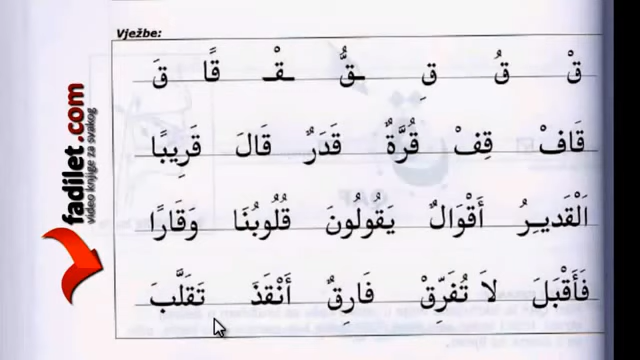 Vježbe:
قْ قُ قِ ـقُّ ـقْـ قًا قَ
قَافْ قِفْ قُرَّةٌ قَدَرٌ قَالَ قَرِيبًا
اَلْقَدِيـرُ أَقْوَالٌ يَقُولُونَ قُلُوبُنَا وَقَارًا
فَأَقْبَلَ لاَ تُفَرِّقْ فَارِقٌ أَنْقَذَ تَقَلَّبَ
fadilet.com
video knjige za svakog